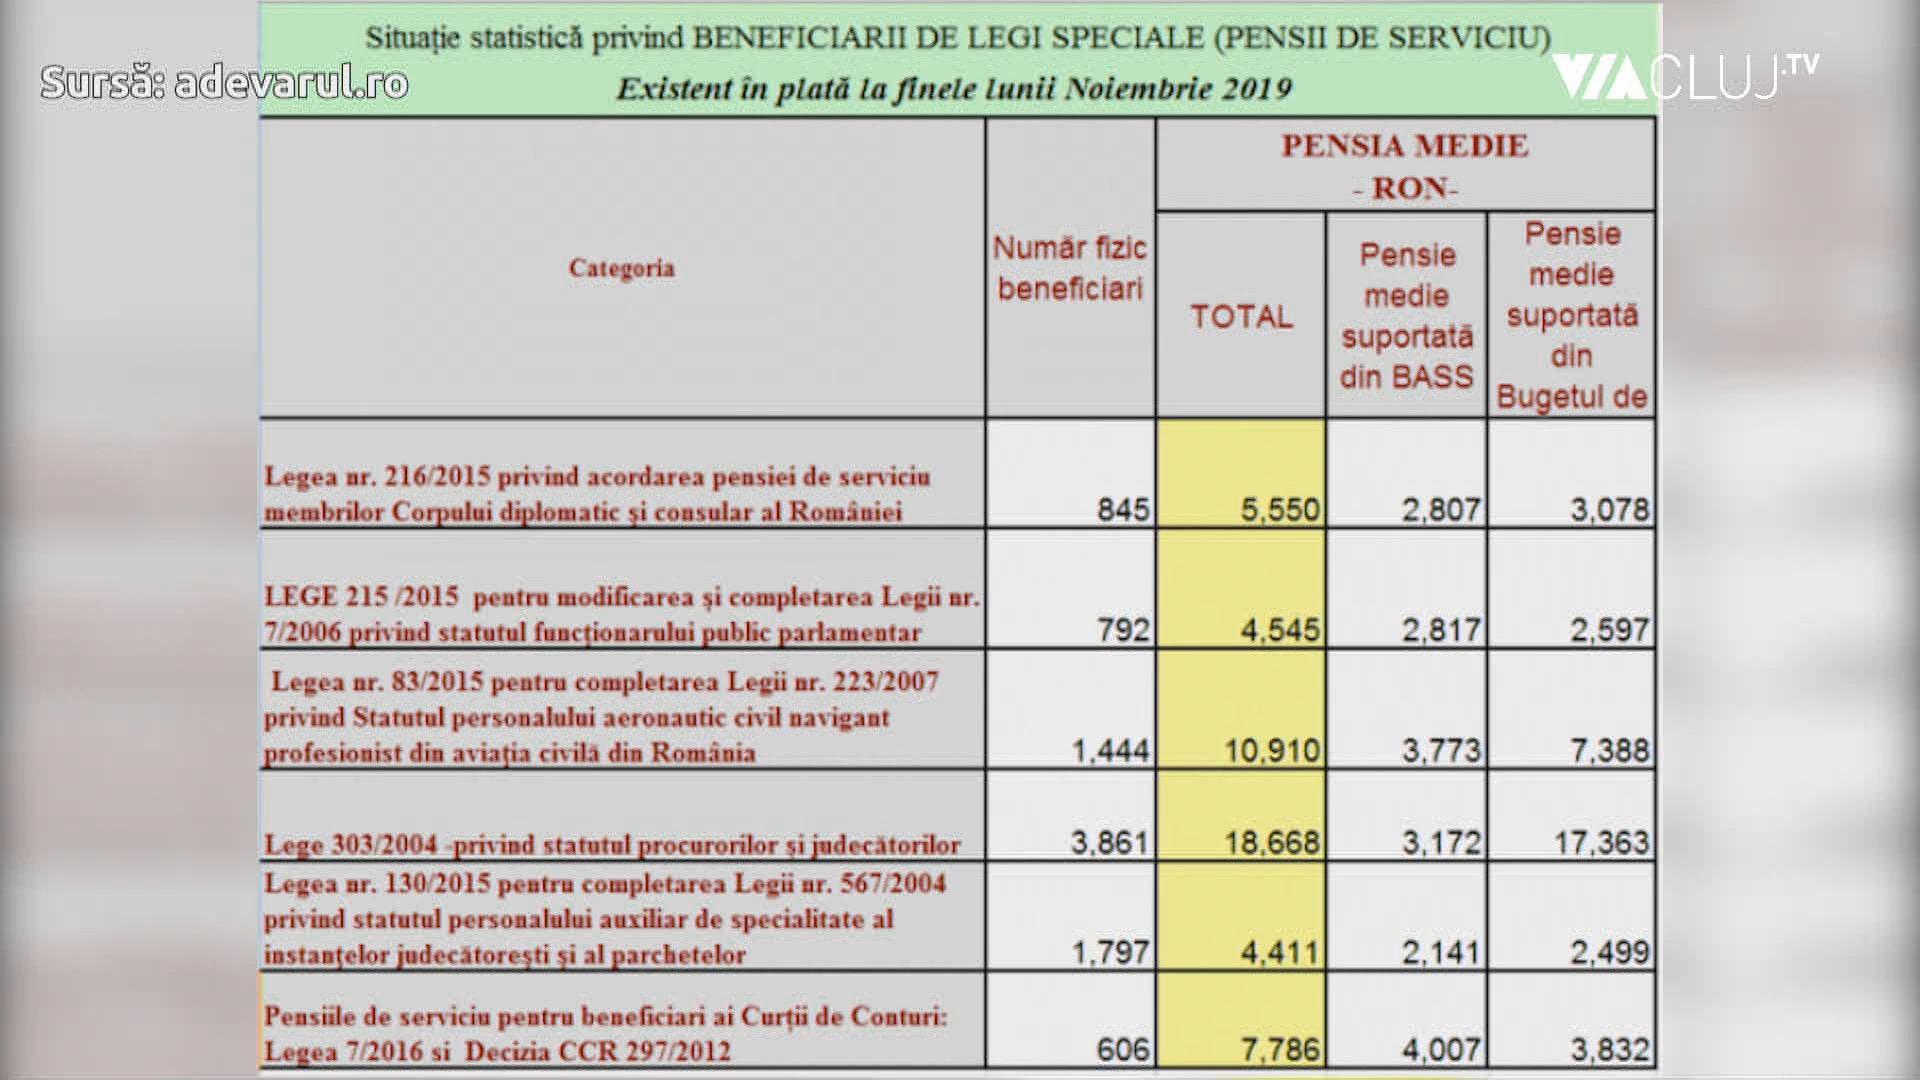 Situație statistică privind BENEFICIARII DE LEGI SPECIALE (PENSII DE SERVICIU)
Existent în plată la finele lunii Noiembrie 2019
Sursă: adevarul.ro
VIACLUJ.TV
Categoria
Număr fizic
beneficiari
PENSIA MEDIE
- RON-
TOTAL
Pensie
medie
suportată
din BASS
Pensie
medie
suportată
din
Bugetul de
Legea nr. 216/2015 privind acordarea pensiei de serviciu
membrilor Corpului diplomatic și consular al României
845 5,550 2,807 3,078
LEGE 215 /2015 pentru modificarea și completarea Legii nr.
7/2006 privind statutul funcționarului public parlamentar
792 4,545 2,817 2,597
Legea nr. 83/2015 pentru completarea Legii nr. 223/2007
privind Statutul personalului aeronautic civil navigant
profesionist din aviația civilă din România
1,444 10,910 3,773 7,388
Lege 303/2004 -privind statutul procurorilor și judecătorilor
3,861 18,668 3,172 17,363
Legea nr. 130/2015 pentru completarea Legii nr. 567/2004
privind statutul personalului auxiliar de specialitate al
instanțelor judecătorești și al parchetelor
1,797 4,411 2,141 2,499
Pensiile de serviciu pentru beneficiari ai Curții de Conturi:
Legea 7/2016 si Decizia CCR 297/2012
606 7,786 4,007 3,832